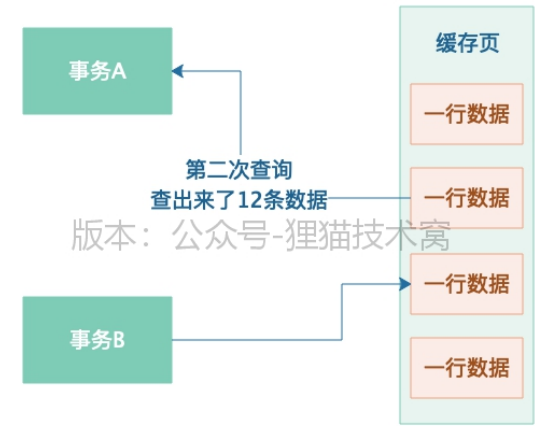 缓存页
事务A
一行数据
第二次查询
查出来了12条数据
一行数据
版本：公众号-狸猫技术窝
一行数据
事务B
一行数据